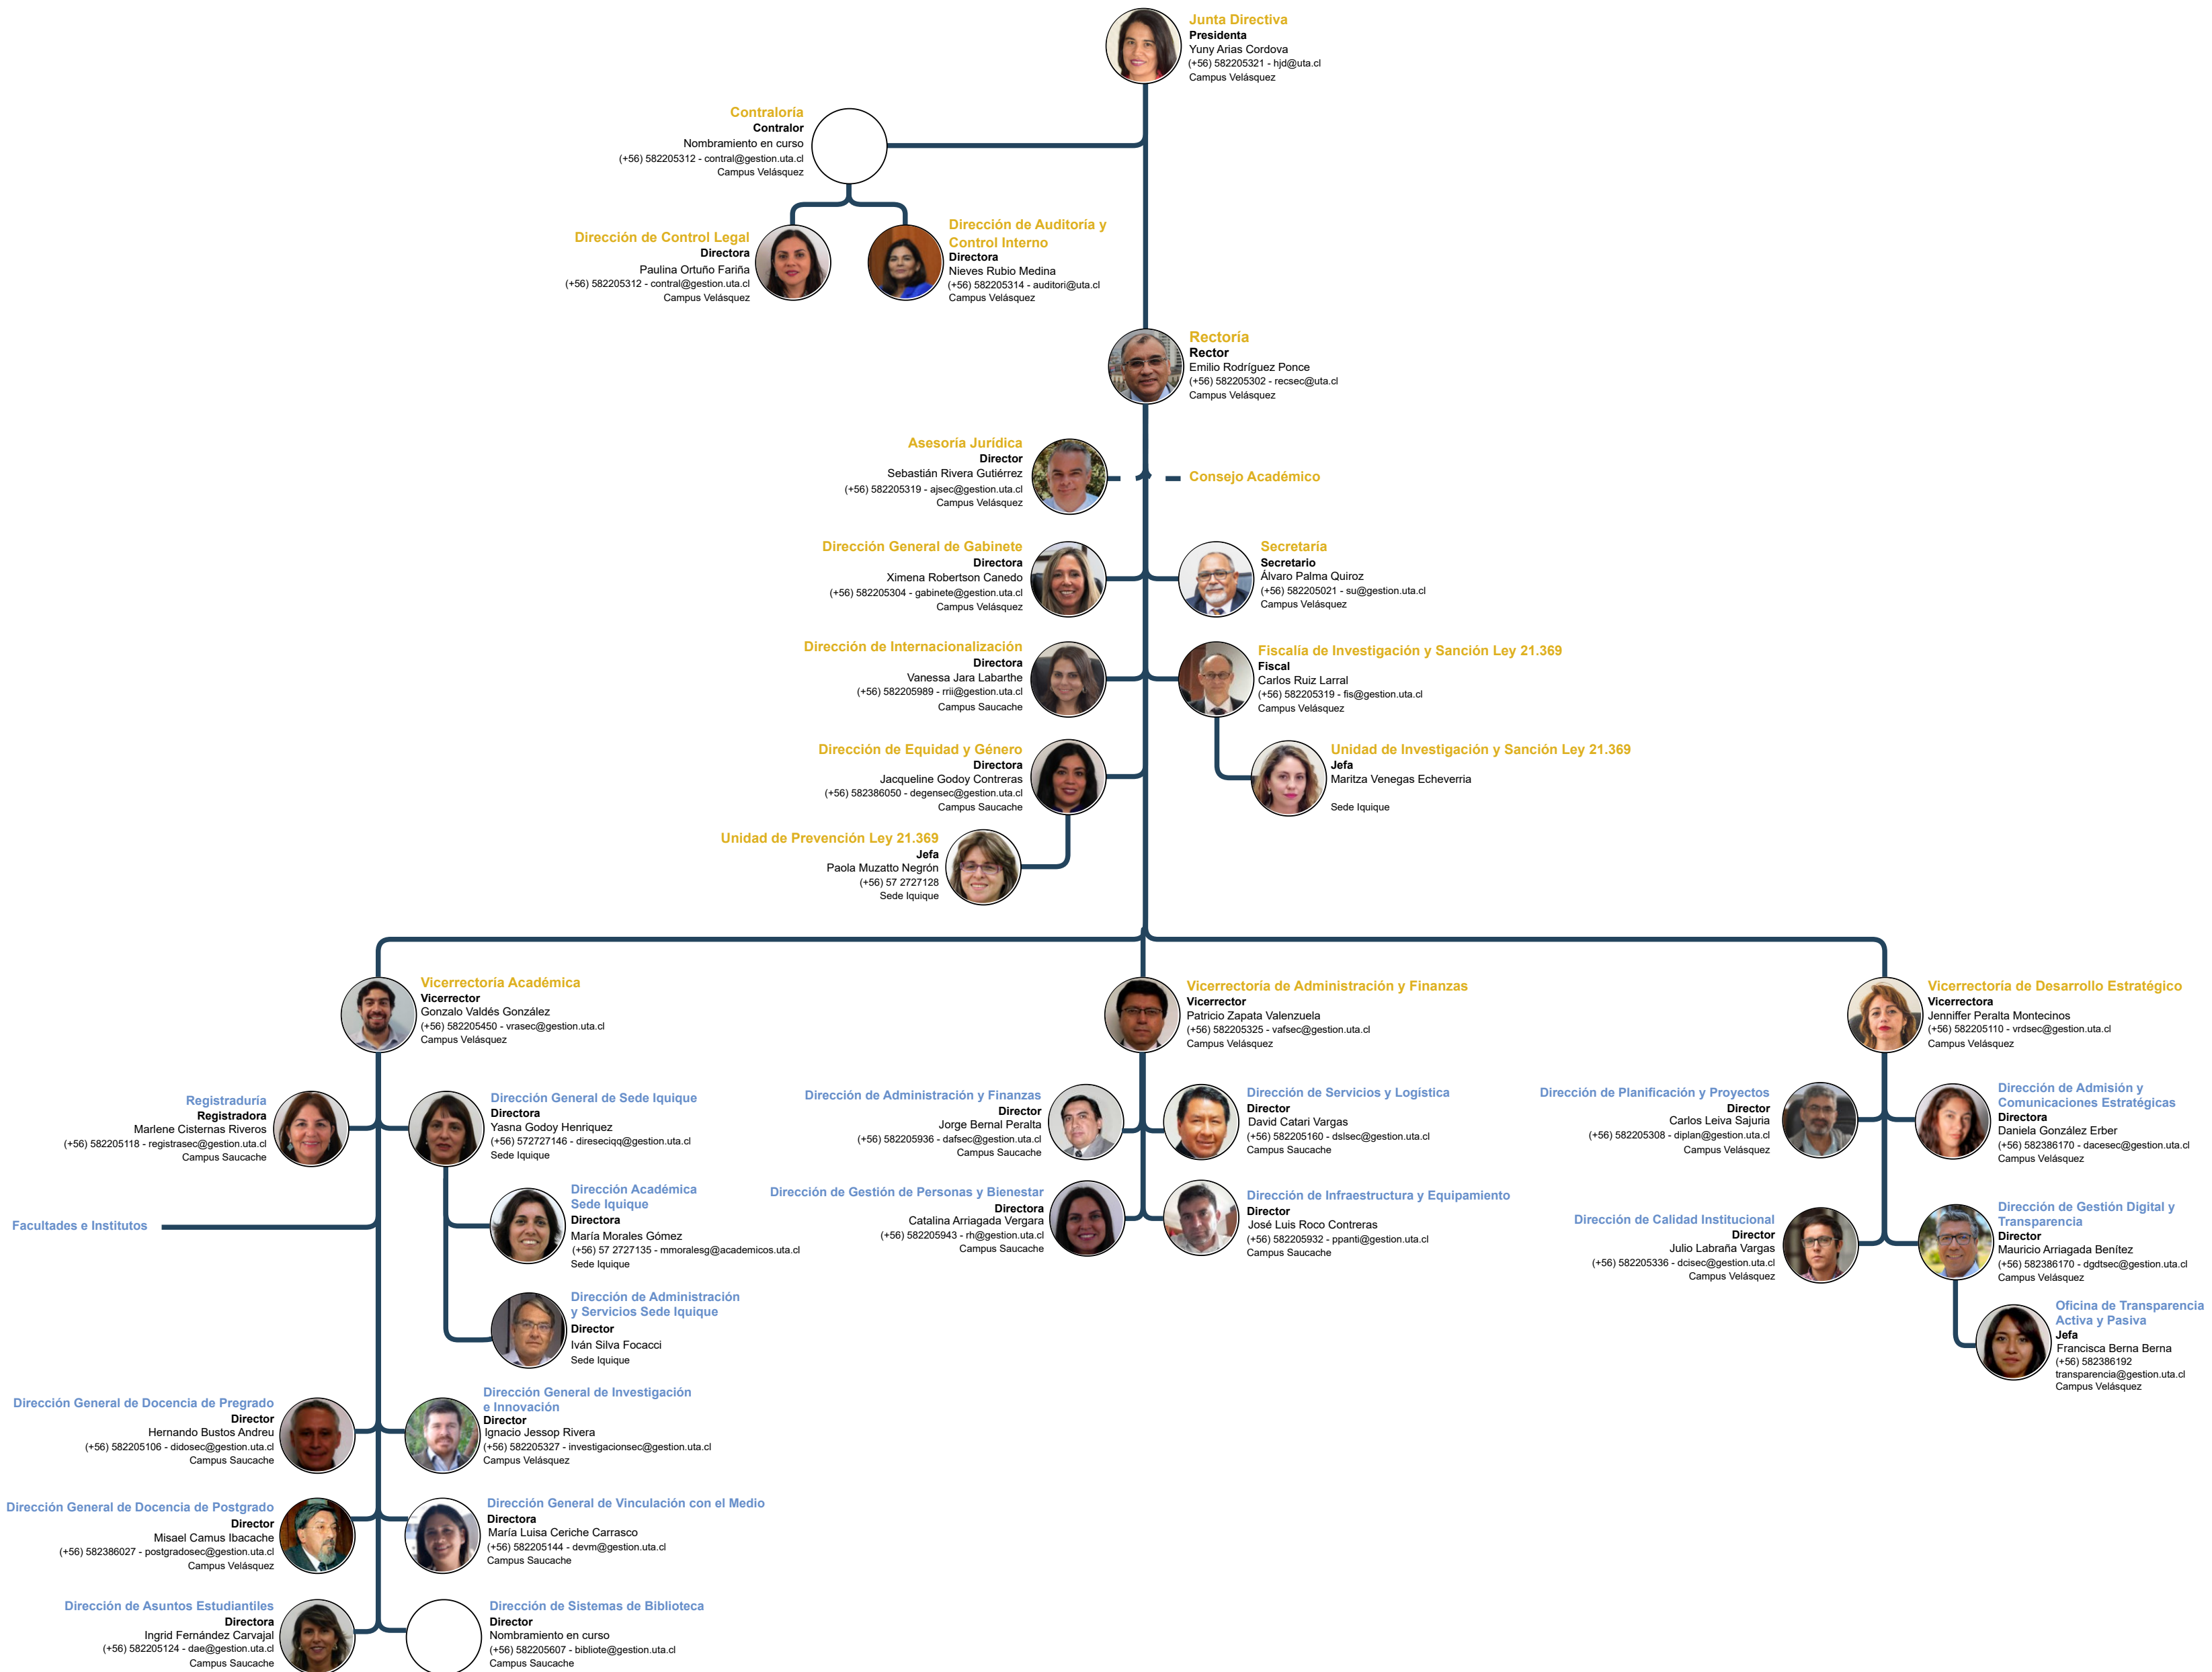 Junta Directiva
Presidenta
Yuny Arias Cordova
(+56) 582205321 - hjd@uta.cl
Campus Velásquez
Contraloría
Contralor
Nombramiento en curso
(+56) 582205312 - contral@gestion.uta.cl
Campus Velásquez
Dirección de Control Legal
Directora
Paulina Ortuño Fariña
(+56) 582205312 - contral@gestion.uta.cl
Campus Velásquez
Dirección de Auditoría y
Control Interno
Directora
Nieves Rubio Medina
(+56) 582205314 - auditori@uta.cl
Campus Velásquez
Rectoría
Rector
Emilio Rodríguez Ponce
(+56) 582205302 - recsec@uta.cl
Campus Velásquez
Asesoría Jurídica
Director
Sebastián Rivera Gutiérrez
(+56) 582205319 - ajsec@gestion.uta.cl
Campus Velásquez
Consejo Académico
Dirección General de Gabinete
Directora
Ximena Robertson Canedo
(+56) 582205304 - gabinete@gestion.uta.cl
Campus Velásquez
Secretaría
Secretario
Álvaro Palma Quiroz
(+56) 582205021 - su@gestion.uta.cl
Campus Velásquez
Dirección de Internacionalización
Directora
Vanessa Jara Labarthe
(+56) 582205989 - rrii@gestion.uta.cl
Campus Saucache
Fiscalía de Investigación y Sanción Ley 21.369
Fiscal
Carlos Ruiz Larral
(+56) 582205319 - fis@gestion.uta.cl
Campus Velásquez
Dirección de Equidad y Género
Directora
Jacqueline Godoy Contreras
(+56) 582386050 - degensec@gestion.uta.cl
Campus Saucache
Unidad de Investigación y Sanción Ley 21.369
Jefa
Maritza Venegas Echeverria
Sede Iquique
Unidad de Prevención Ley 21.369
Jefa
Paola Muzatto Negrón
(+56) 57 2727128
Sede Iquique
Vicerrectoría Académica
Vicerrector
Gonzalo Valdés González
(+56) 582205450 - vrasec@gestion.uta.cl
Campus Velásquez
Vicerrectoría de Administración y Finanzas
Vicerrector
Patricio Zapata Valenzuela
(+56) 582205325 - vafsec@gestion.uta.cl
Campus Velásquez
Vicerrectoría de Desarrollo Estratégico
Vicerrectora
Jenniffer Peralta Montecinos
(+56) 582205110 - vrdsec@gestion.uta.cl
Campus Velásquez
Registraduría
Registradora
Marlene Cisternas Riveros
(+56) 582205118 - registrasec@gestion.uta.cl
Campus Saucache
Dirección General de Sede Iquique
Directora
Yasna Godoy Henriquez
(+56) 572727146 - direseciqq@gestion.uta.cl
Sede Iquique
Dirección de Administración y Finanzas
Director
Jorge Bernal Peralta
(+56) 582205936 - dafsec@gestion.uta.cl
Campus Saucache
Dirección de Servicios y Logística
Director
David Catari Vargas
(+56) 582205160 - dslsec@gestion.uta.cl
Campus Saucache
Dirección de Planificación y Proyectos
Director
Carlos Leiva Sajuria
(+56) 582205308 - diplan@gestion.uta.cl
Campus Velásquez
Dirección de Admisión y
Comunicaciones Estratégicas
Directora
Daniela González Erber
(+56) 582386170 - dacesec@gestion.uta.cl
Campus Velásquez
Facultades e Institutos
Dirección Académica
Sede Iquique
Directora
María Morales Gómez
(+56) 57 2727135 - mmoralesg@academicos.uta.cl
Sede Iquique
Dirección de Gestión de Personas y Bienestar
Directora
Catalina Arriagada Vergara
(+56) 582205943 - rh@gestion.uta.cl
Campus Saucache
Dirección de Infraestructura y Equipamiento
Director
José Luis Roco Contreras
(+56) 582205932 - ppanti@gestion.uta.cl
Campus Saucache
Dirección de Calidad Institucional
Director
Julio Labraña Vargas
(+56) 582205336 - dcisec@gestion.uta.cl
Campus Velásquez
Dirección de Gestión Digital y
Transparencia
Director
Mauricio Arriagada Benítez
(+56) 582386170 - dgdtsec@gestion.uta.cl
Campus Velásquez
Dirección de Administración
y Servicios Sede Iquique
Director
Iván Silva Focacci
Sede Iquique
Oficina de Transparencia
Activa y Pasiva
Jefa
Francisca Berna Berna
(+56) 582386192
transparencia@gestion.uta.cl
Campus Velásquez
Dirección General de Docencia de Pregrado
Director
Hernando Bustos Andreu
(+56) 582205106 - didosec@gestion.uta.cl
Campus Saucache
Dirección General de Investigación
e Innovación
Director
Ignacio Jessop Rivera
(+56) 582205327 - investigacionsec@gestion.uta.cl
Campus Velásquez
Dirección General de Docencia de Postgrado
Director
Misael Camus Ibacache
(+56) 582386027 - postgradosec@gestion.uta.cl
Campus Velásquez
Dirección General de Vinculación con el Medio
Directora
María Luisa Ceriche Carrasco
(+56) 582205144 - devm@gestion.uta.cl
Campus Saucache
Dirección de Asuntos Estudiantiles
Directora
Ingrid Fernández Carvajal
(+56) 582205124 - dae@gestion.uta.cl
Campus Saucache
Dirección de Sistemas de Biblioteca
Director
Nombramiento en curso
(+56) 582205607 - bibliote@gestion.uta.cl
Campus Saucache